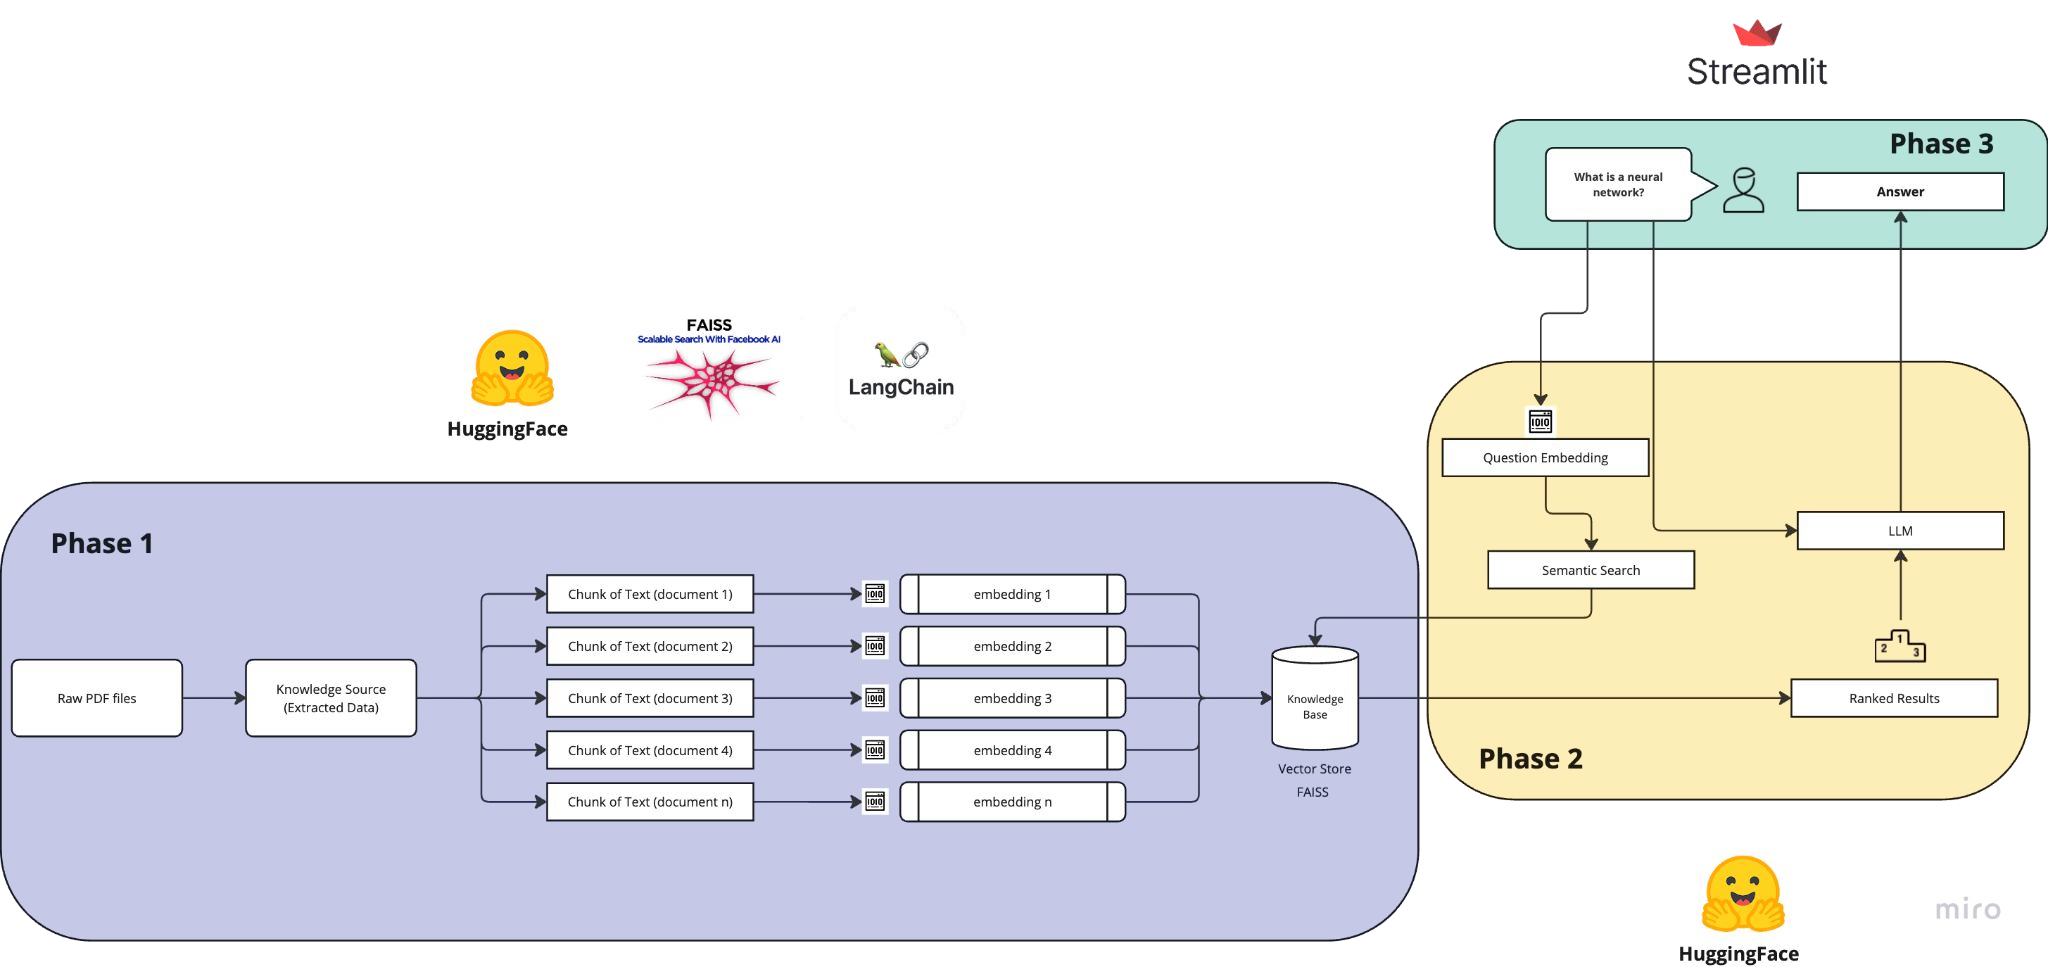 Streamlit
Phase 3
What is a neural
network?
Answer
FAISS
Scalable Search With Facebook AI
HuggingFace
LangChain
Question Embedding
LLM
Semantic Search
2 1 3
Ranked Results
Phase 2
Phase 1
Raw PDF files
Knowledge Source
(Extracted Data)
Chunk of Text (document 1)
embedding 1
Chunk of Text (document 2)
embedding 2
Chunk of Text (document 3)
embedding 3
Chunk of Text (document 4)
embedding 4
Chunk of Text (document n)
embedding n
Knowledge
Base
Vector Store
FAISS
HuggingFace
miro